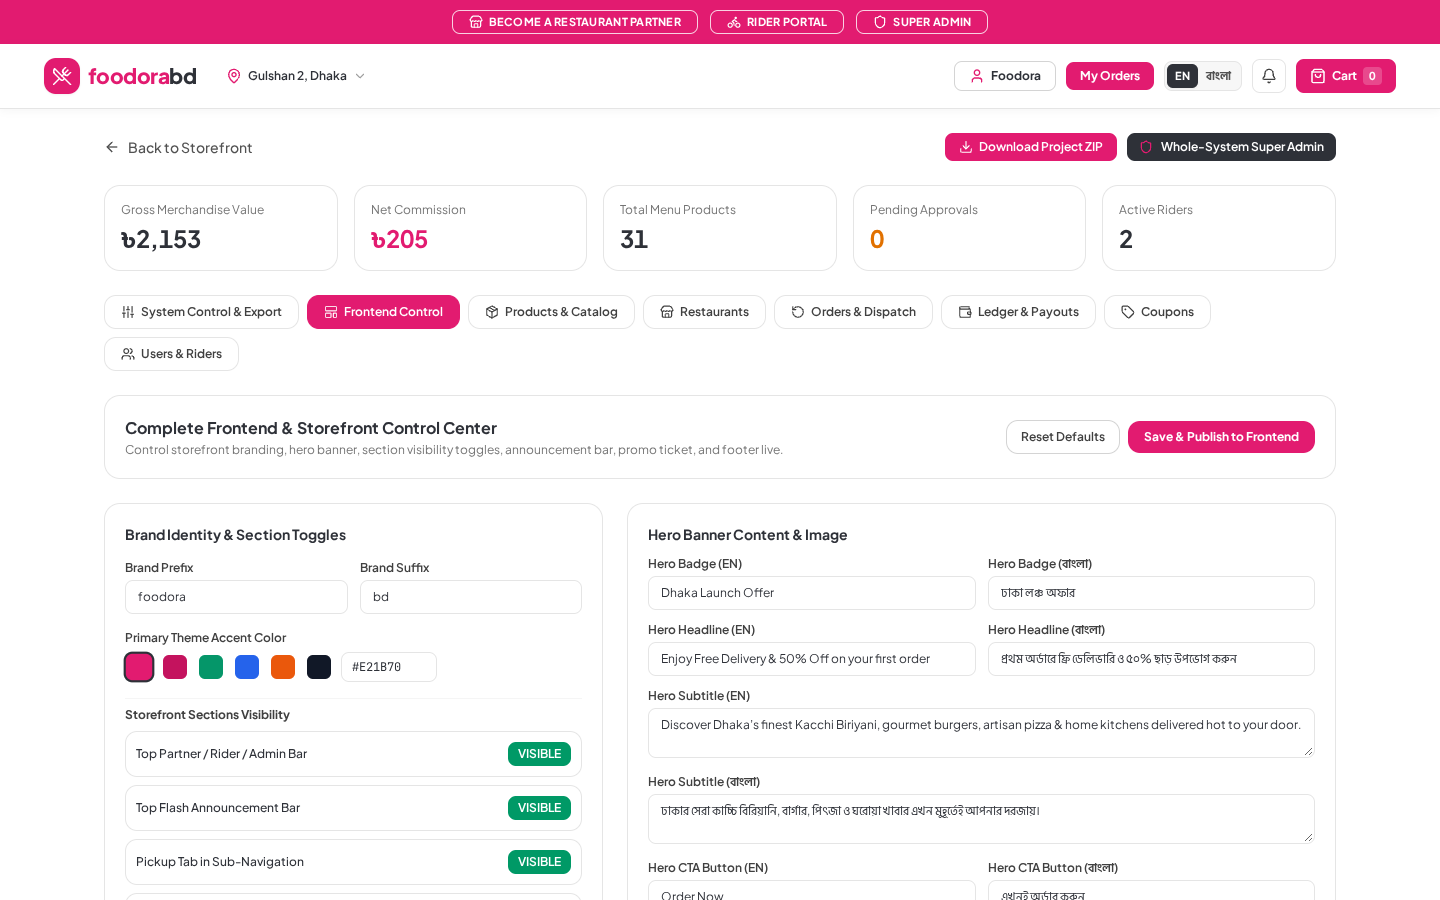 BECOME A RESTAURANT PARTNER RIDER PORTAL SUPER ADMIN
foodorabd Gulshan 2, Dhaka Foodora My Orders EN বাংলা Cart 0
Back to Storefront Download Project ZIP Whole-System Super Admin
Gross Merchandise Value Net Commission Total Menu Products Pending Approvals Active Riders
৳2,153 ৳205 31 0 2
System Control & Export Frontend Control Products & Catalog Restaurants Orders & Dispatch Ledger & Payouts Coupons
Users & Riders
Complete Frontend & Storefront Control Center
Control storefront branding, hero banner, section visibility toggles, announcement bar, promo ticket, and footer live.
Reset Defaults Save & Publish to Frontend
Brand Identity & Section Toggles
Brand Prefix Brand Suffix
foodora bd
Primary Theme Accent Color
#E21B70
Storefront Sections Visibility
Top Partner / Rider / Admin Bar VISIBLE
Top Flash Announcement Bar VISIBLE
Pickup Tab in Sub-Navigation VISIBLE
Hero Banner Content & Image
Hero Badge (EN) Hero Badge (বাংলা)
Dhaka Launch Offer ঢাকা লঞ্চ অফার
Hero Headline (EN) Hero Headline (বাংলা)
Enjoy Free Delivery & 50% Off on your first order প্রথম অর্ডারে ফ্রি ডেলিভারি ও ৫০% ছাড় উপভোগ করুন
Hero Subtitle (EN)
Discover Dhaka's finest Kacchi Biriyani, gourmet burgers, artisan pizza & home kitchens delivered hot to your door.
Hero Subtitle (বাংলা)
ঢাকার সেরা কাচ্চি বিরিয়ানি, বার্গার, পিৎজা ও ঘরোয়া খাবার এখন মুহূর্তেই আপনার দরজায়।
Hero CTA Button (EN) Hero CTA Button (বাংলা)
Order Now এখনই অর্ডার করুন